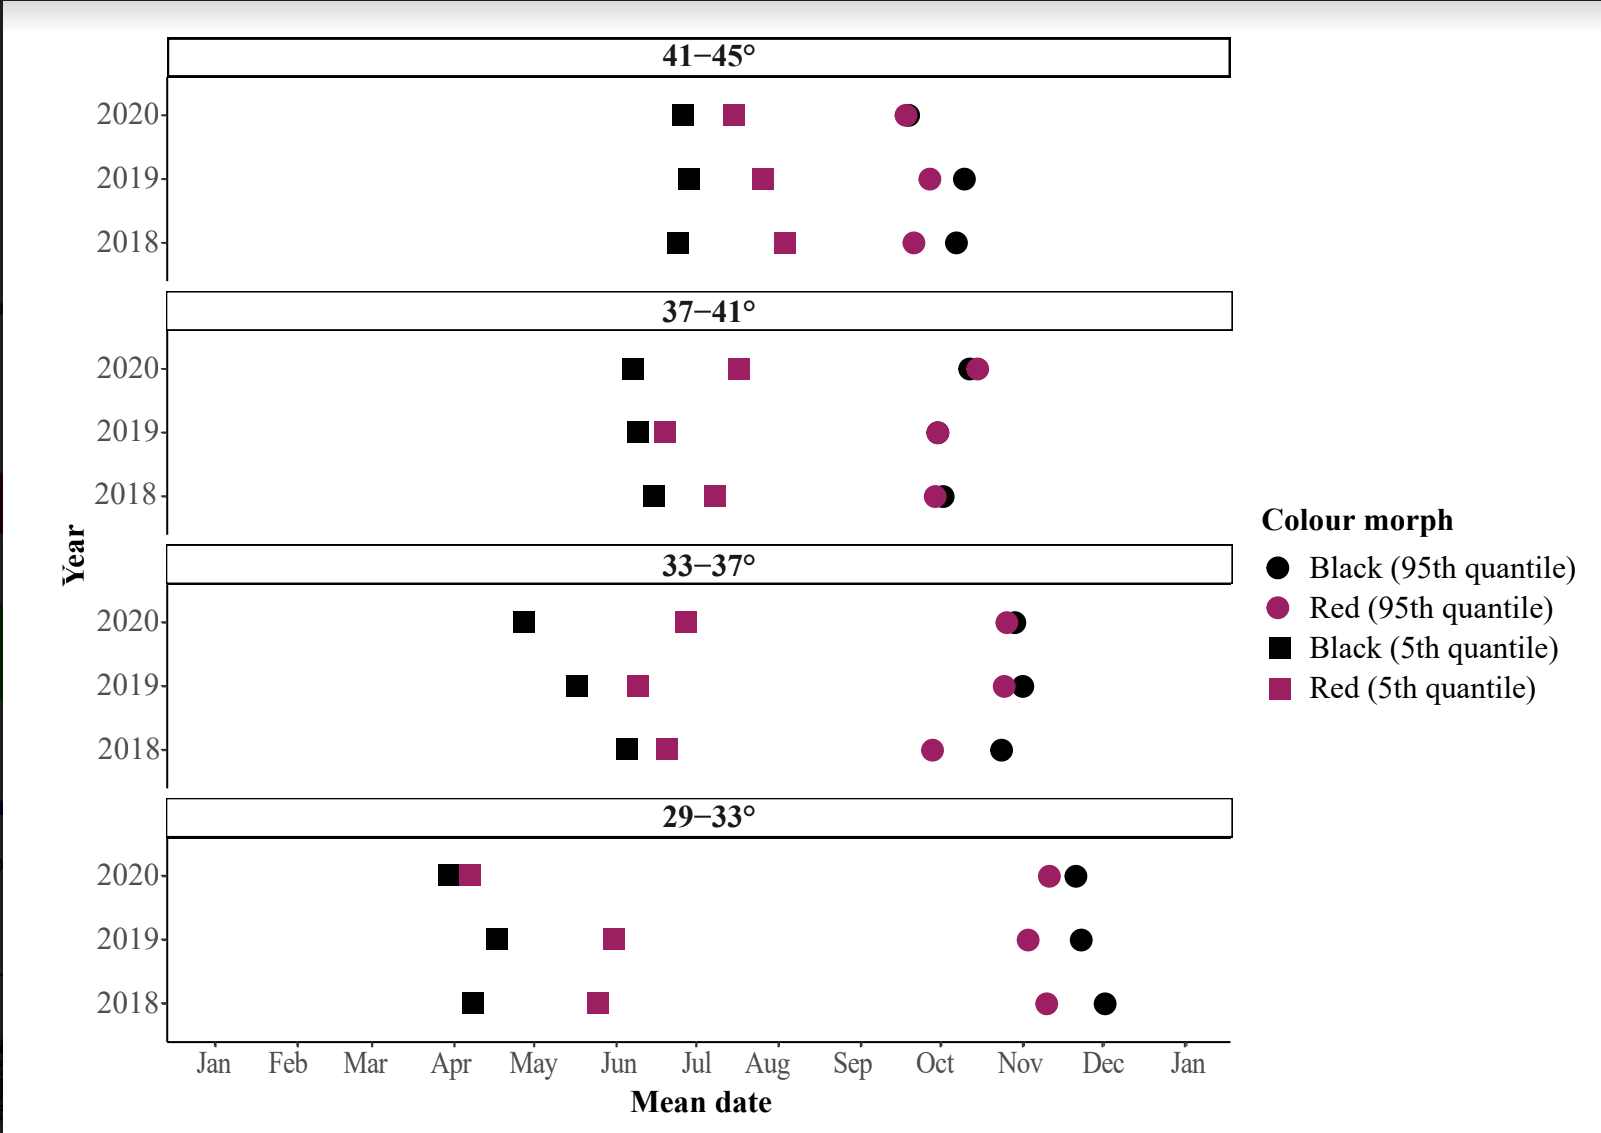 41−45°
2020
2019
2018
37−41°
2020
2019
2018
Year
33−37°
2020
2019
2018
29−33°
2020
2019
2018
Jan Feb Mar Apr May Jun Jul Aug Sep Oct Nov Dec Jan
Mean date
Colour morph
Black (95th quantile)
Red (95th quantile)
Black (5th quantile)
Red (5th quantile)